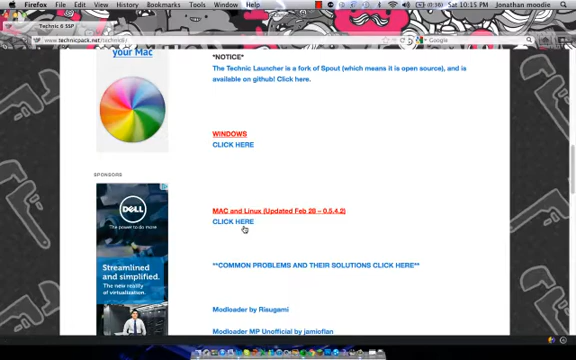 Firefox File Edit View History Bookmarks Tools Window Help
(0:36) Sat 10:15 PM Jonathan moodie
Technic 6 SSP
www.technicpack.net/technic6/
Google
your Mac
*NOTICE*
The Technic Launcher is a fork of Spout (which means it is open source), and is
available on github! Click here.
WINDOWS
CLICK HERE
SPONSORS
MAC and Linux (Updated Feb 28 – 0.5.4.2)
CLICK HERE
DELL
The power to do more
**COMMON PROBLEMS AND THEIR SOLUTIONS CLICK HERE**
Streamlined
and simplified.
The new reality
of virtualization.
Modloader by Risugami
Modloader MP Unofficial by jamioflan